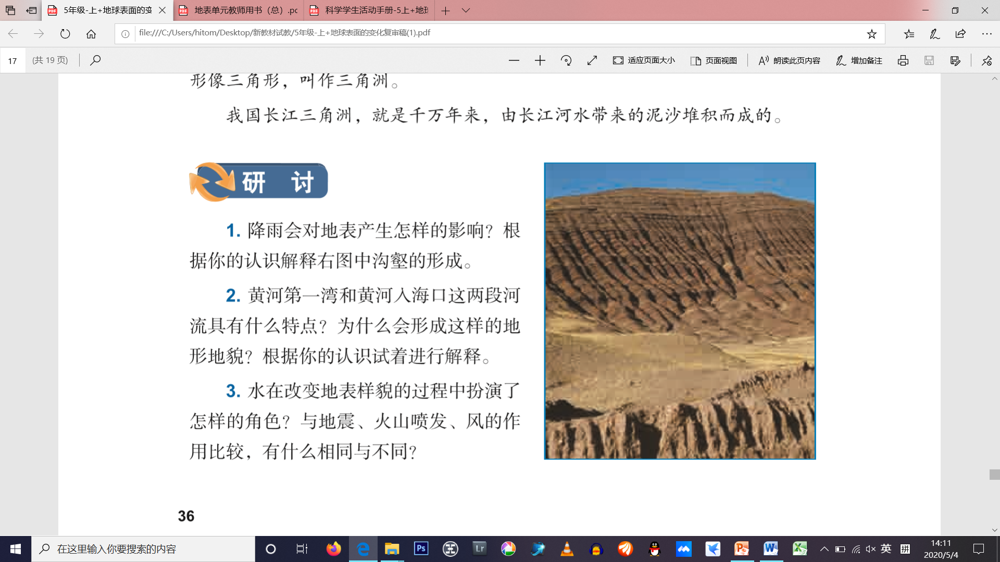 5年级-上+地球表面的变
地表单元教师用书（总）.pc
科学学生活动手册-5上+地球
file:///C:/Users/hitom/Desktop/新教材试教/5年级-上+地球表面的变化复审稿(1).pdf
17 (共 19 页) 适应页面大小 页面视图 朗读此页内容 增加备注
形像三角形，叫作三角洲。
我国长江三角洲，就是千万年来，由长江河水带来的泥沙堆积而成的。
研 讨
1. 降雨会对地表产生怎样的影响？根
据你的认识解释右图中沟壑的形成。
2. 黄河第一湾和黄河入海口这两段河
流具有什么特点？为什么会形成这样的地
形地貌？根据你的认识试着进行解释。
3. 水在改变地表样貌的过程中扮演了
怎样的角色？与地震、火山喷发、风的作
用比较，有什么相同与不同？
36
在这里输入你要搜索的内容
Ps
Lr
英
拼
14:11
2020/5/4